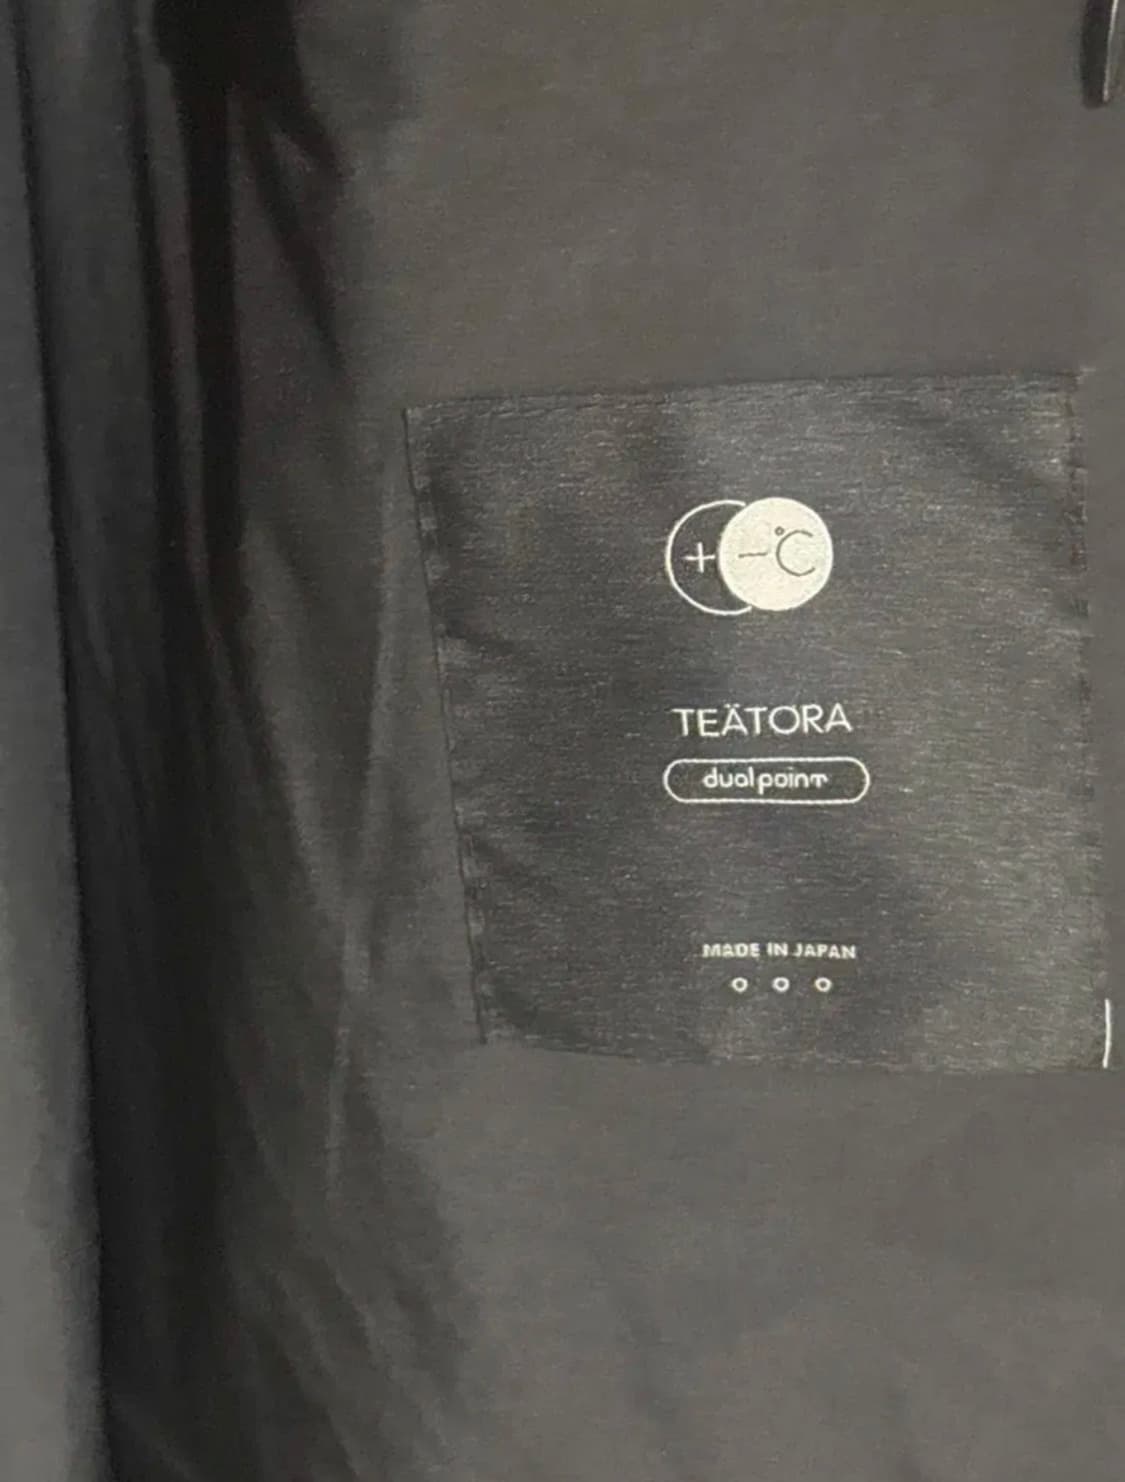 + -°C
TEÄTORA
dualpoint
MADE IN JAPAN